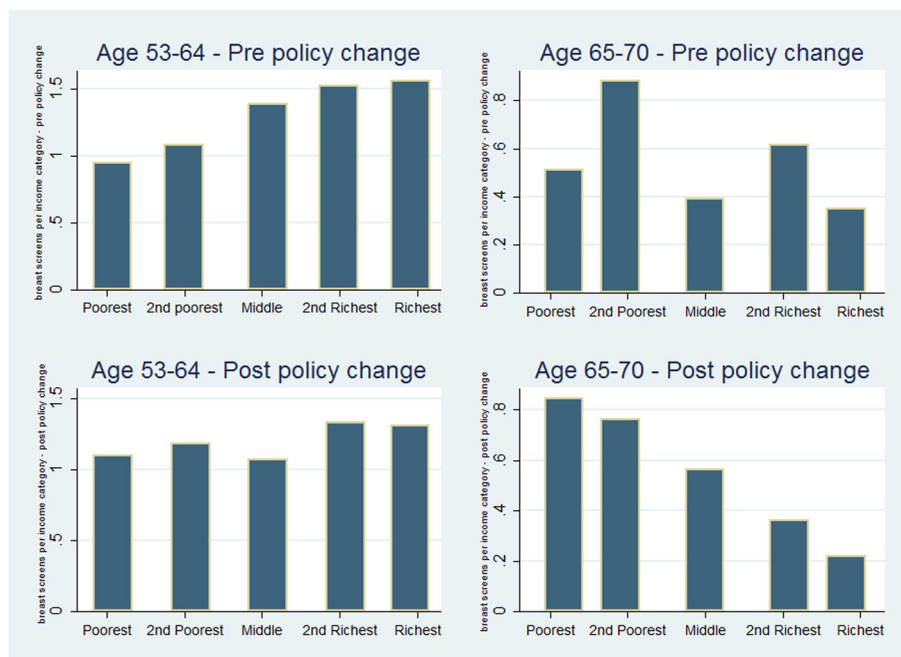 Age 53-64 - Pre policy change
breast screens per income category - pre policy change
1.5
1
.5
0
Poorest 2nd poorest Middle 2nd Richest Richest
Age 65-70 - Pre policy change
breast screens per income category - pre policy change
.8
.6
.4
.2
0
Poorest 2nd Poorest Middle 2nd Richest Richest
Age 53-64 - Post policy change
breast screens per income category - post policy change
1.5
1
.5
0
Poorest 2nd Poorest Middle 2nd Richest Richest
Age 65-70 - Post policy change
breast screens per income category - post policy change
.8
.6
.4
.2
0
Poorest 2nd Poorest Middle 2nd Richest Richest